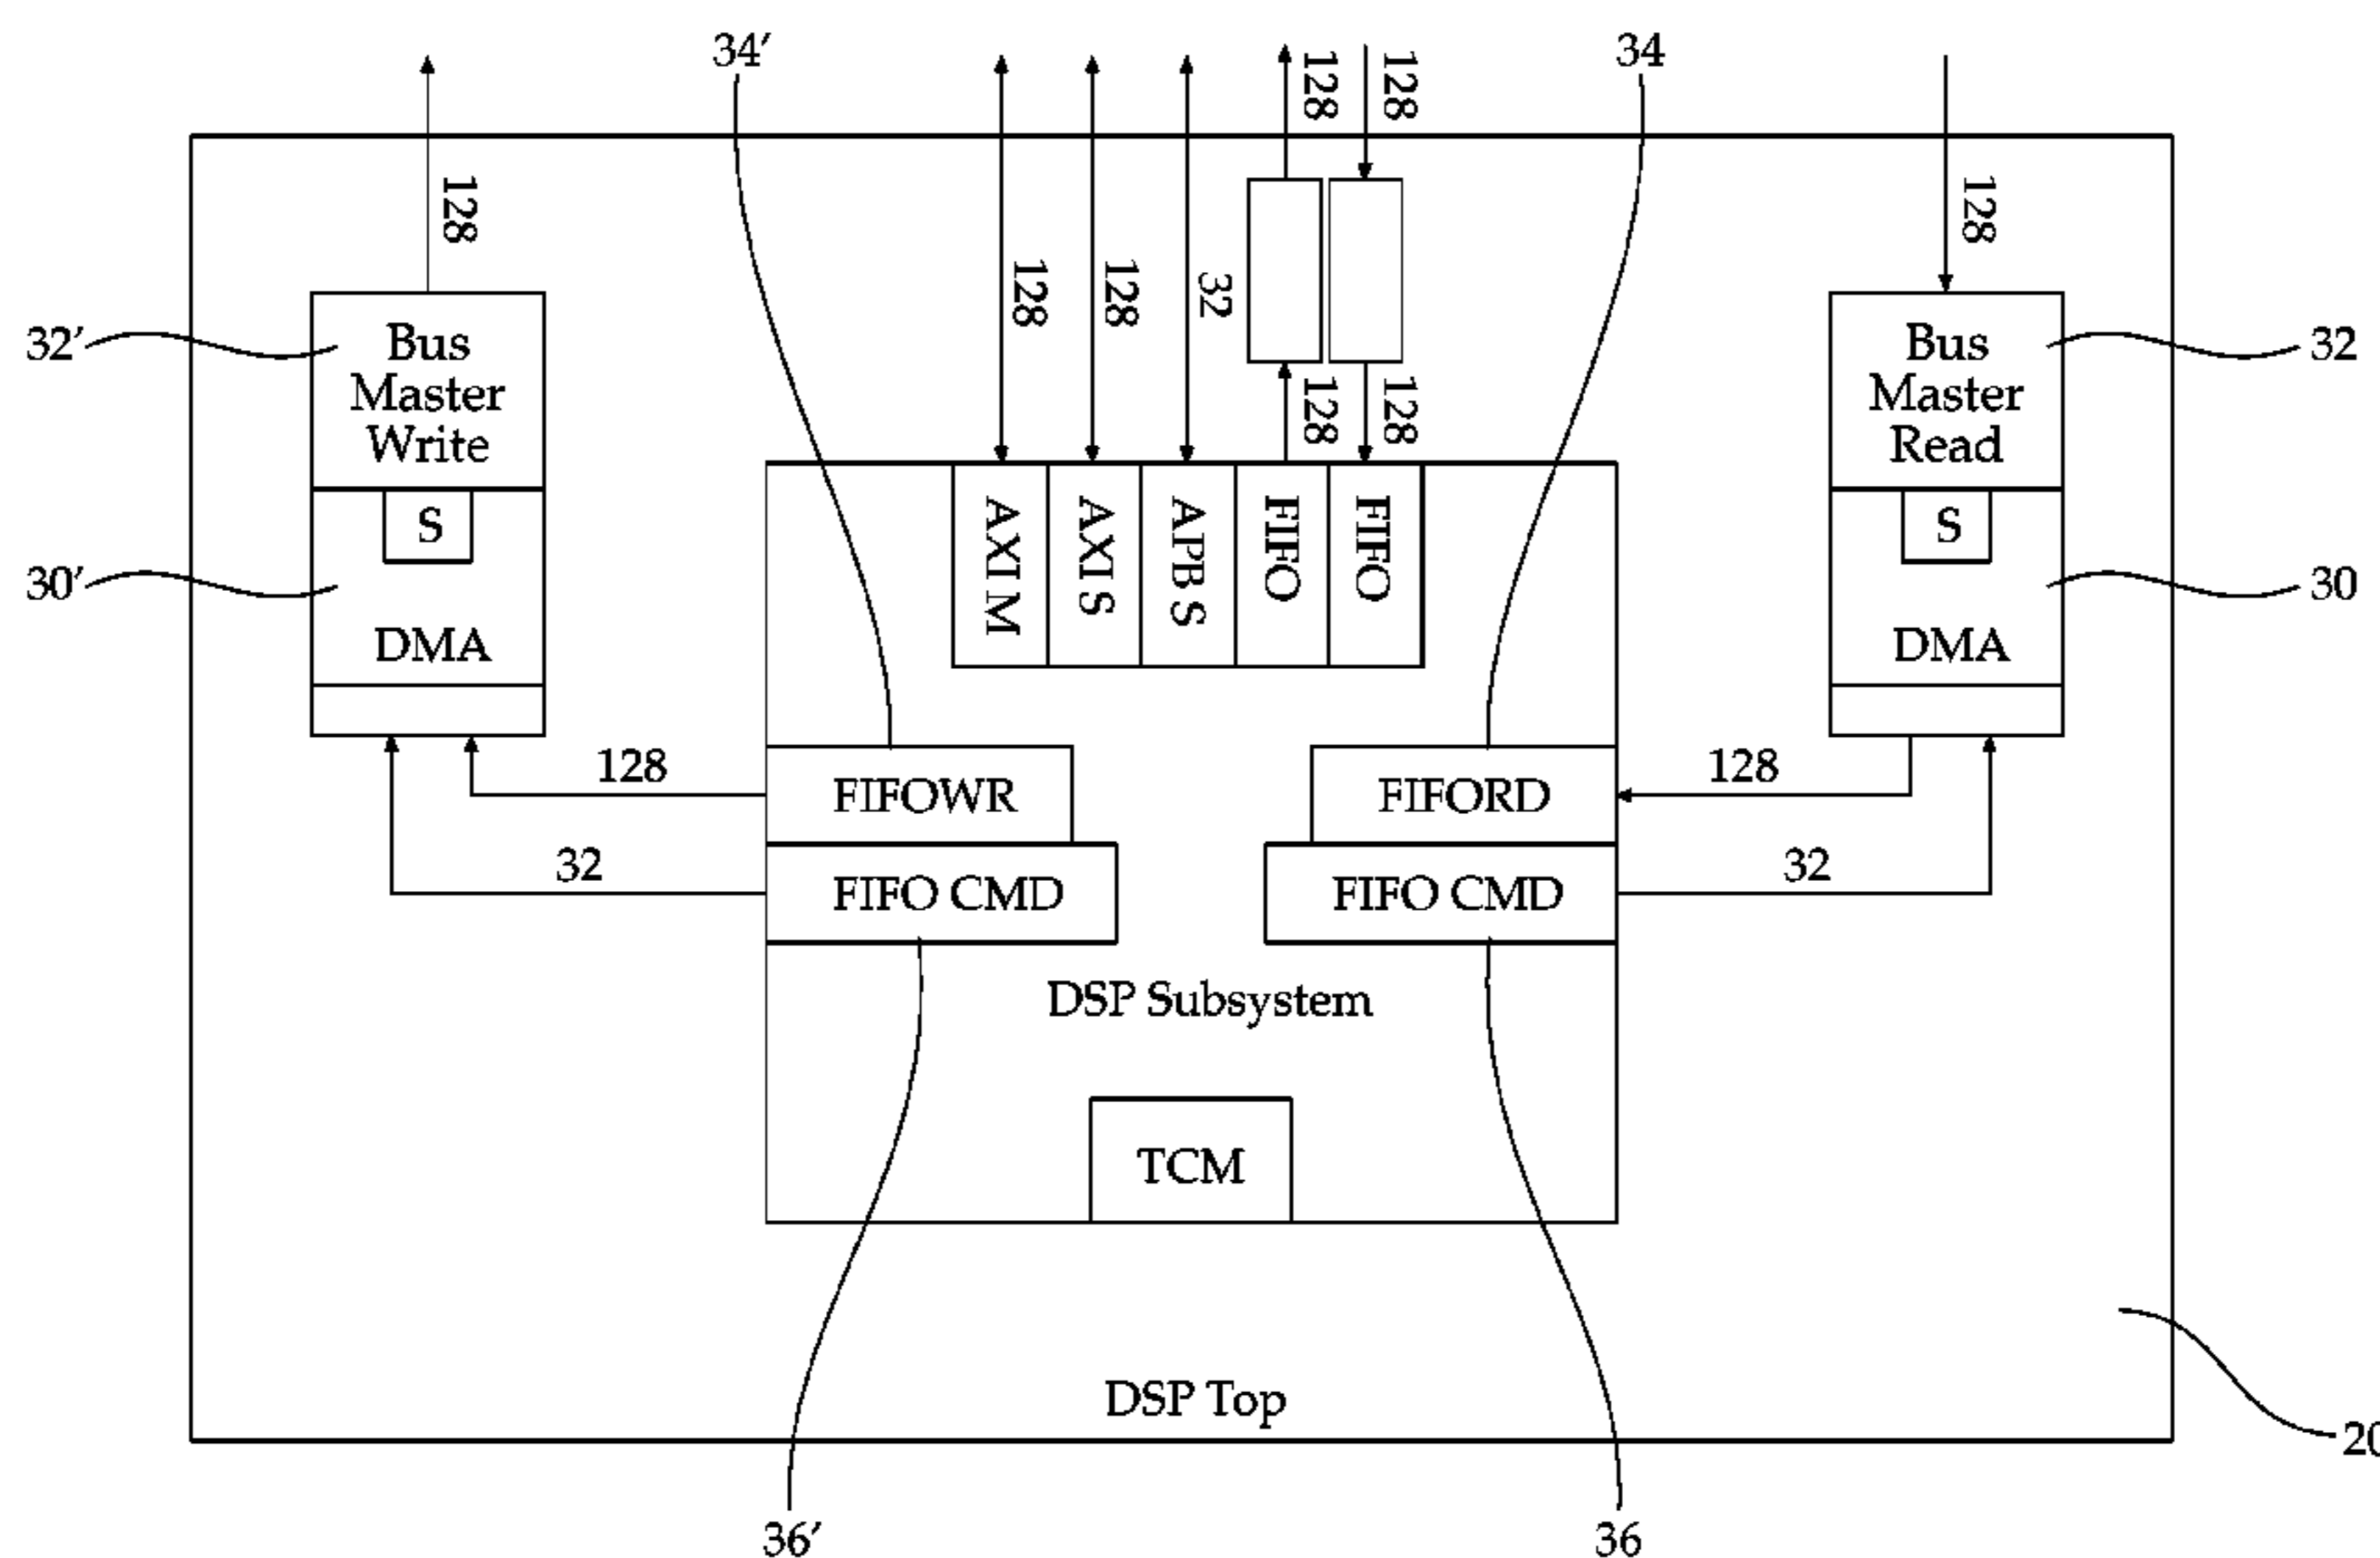 34′
34
128
128
128
128
128
128
32
128
128
32′
Bus
Master
Write
Bus
Master
Read
32
S
S
AXI M
AXI S
APB S
FIFO
FIFO
30′
DMA
DMA
30
128
FIFOWR
FIFORD
128
32
FIFO CMD
FIFO CMD
32
DSP Subsystem
TCM
DSP Top
20
36′
36